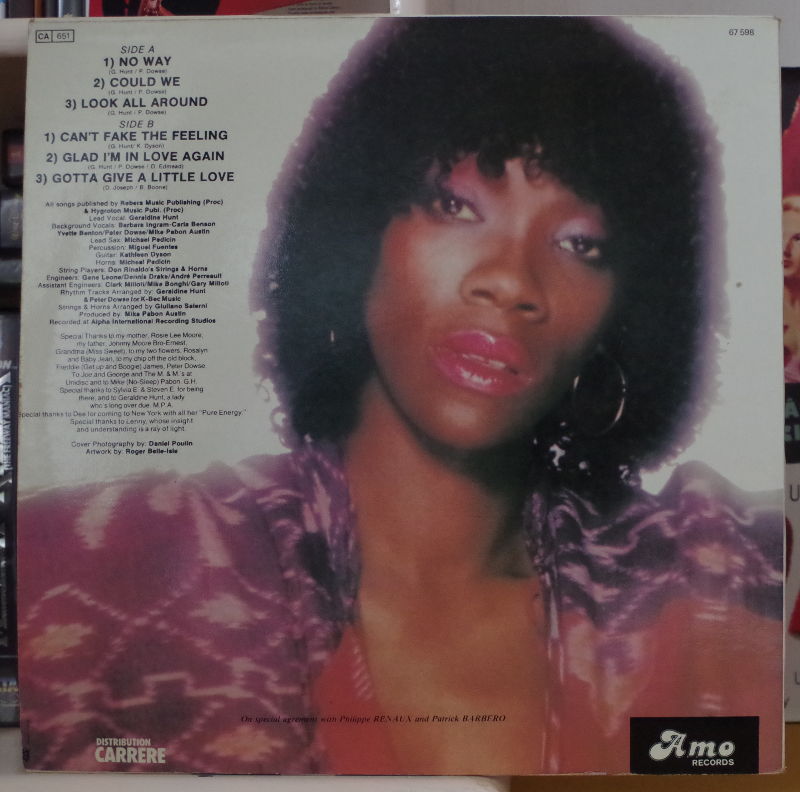 CA 651
67 598
SIDE A
1) NO WAY
(G. Hunt / P. Dowse)
2) COULD WE
(G. Hunt / P. Dowse)
3) LOOK ALL AROUND
(G. Hunt / P. Dowse)
SIDE B
1) CAN'T FAKE THE FEELING
(G. Hunt/ K. Dyson)
2) GLAD I'M IN LOVE AGAIN
(G. Hunt / P. Dowse / D. Edmead)
3) GOTTA GIVE A LITTLE LOVE
(D. Joseph / B. Boone)
All songs published by Rebera Music Publishing (Proc)
& Hygroton Music Publ. (Proc)
Lead Vocal: Geraldine Hunt
Background Vocals: Barbara Ingram-Carla Benson
Yvette Benton/Peter Dowse/Mike Pabon Austin
Lead Sax: Michael Pedicin
Percussion: Miguel Fuentes
Guitar: Kathleen Dyson
Horns: Micheal Pedicin
String Players: Don Rinaldo's Strings & Horns
Engineers: Gene Leone/Dennis Drake/André Perreault
Assistant Engineers: Clark Milloti/Mike Bonghi/Gary Milloti
Rhythm Tracks Arranged by: Geraldine Hunt
& Peter Dowse for K-Bec Music
Strings & Horns Arranged by Giuliano Salerni
Produced by: Mike Pabon Austin
Recorded at Alpha International Recording Studios
Special Thanks to my mother, Rosie Lee Moore,
my father, Johnny Moore Bro-Ernest,
Grandma (Miss Sweet), to my two flowers, Rosalyn
and Baby Jean, to my chip off the old block,
Freddie (Get up and Boogie) James, Peter Dowse
To Joe and George and The M. & M.'s at
Unidisc and to Mike (No-Sleep) Pabon. G.H.
Special thanks to Sylvia E. & Steven E. for being
there, and to Geraldine Hunt, a lady
who's long over due. M.P.A.
Special thanks to Dee for coming to New York with all her "Pure Energy."
Special thanks to Lenny, whose insight
and understanding is a ray of light.
Cover Photography by: Daniel Poulin
Artwork by: Roger Belle-Isle
On special agrement with Philippe RENAUX and Patrick BARBERO
DISTRIBUTION
CARRERE
Amo
RECORDS